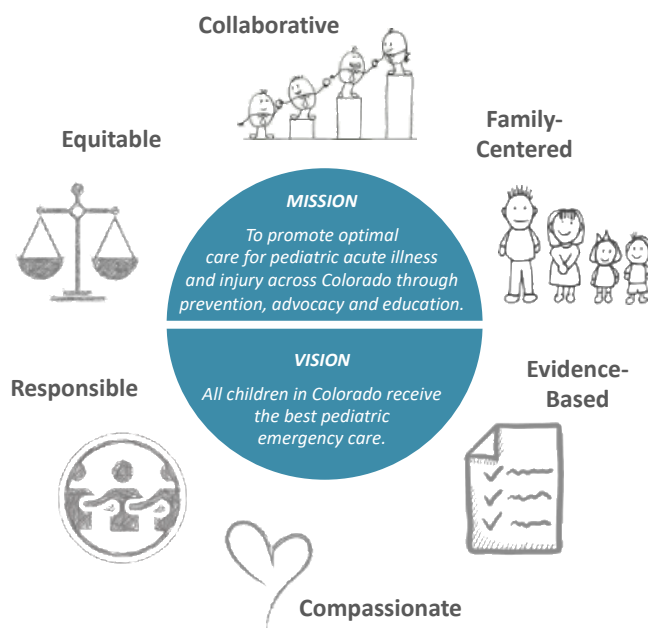 Collaborative
Equitable
Family-
Centered
MISSION
To promote optimal
care for pediatric acute illness
and injury across Colorado through
prevention, advocacy and education.
VISION
All children in Colorado receive
the best pediatric
emergency care.
Responsible
Evidence-
Based
Compassionate